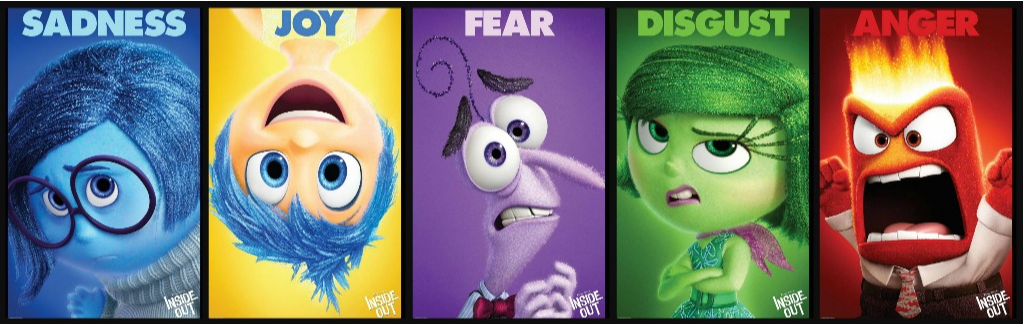 SADNESS
JOY
FEAR
DISGUST
ANGER
INSIDE
OUT
INSIDE
OUT
INSIDE
OUT
INSIDE
OUT
INSIDE
OUT